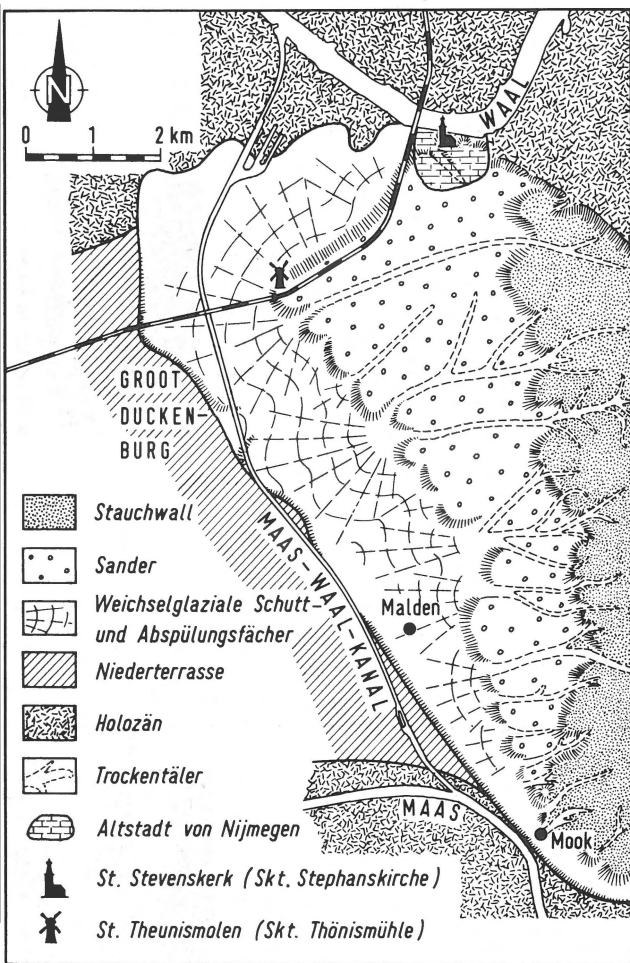 N
0 1 2 km
WAAL
GROOT
DUCKEN-
BURG
MAAS-WAAL-KANAL
Malden
MAAS
Mook
Stauchwall
Sander
Weichselglaziale Schutt-
und Abspülungsfächer
Niederterrasse
Holozän
Trockentäler
Altstadt von Nijmegen
St. Stevenskerk (Skt. Stephanskirche)
St. Theunismolen (Skt. Thönismühle)